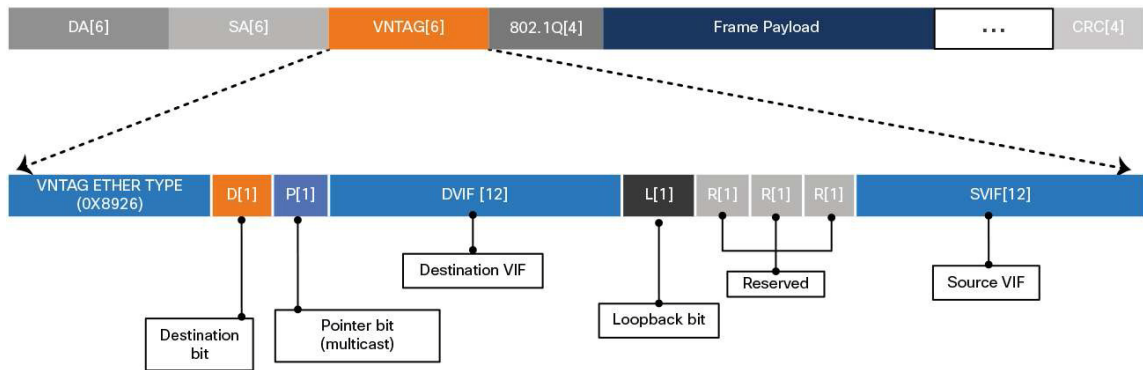 DA[6] SA[6] VNTAG[6] 802.1Q[4] Frame Payload ... CRC[4]
VNTAG ETHER TYPE
(0X8926)
D[1] P[1] DVIF [12] L[1] R[1] R[1] R[1] SVIF[12]
Destination VIF
Reserved
Source VIF
Loopback bit
Pointer bit
(multicast)
Destination
bit